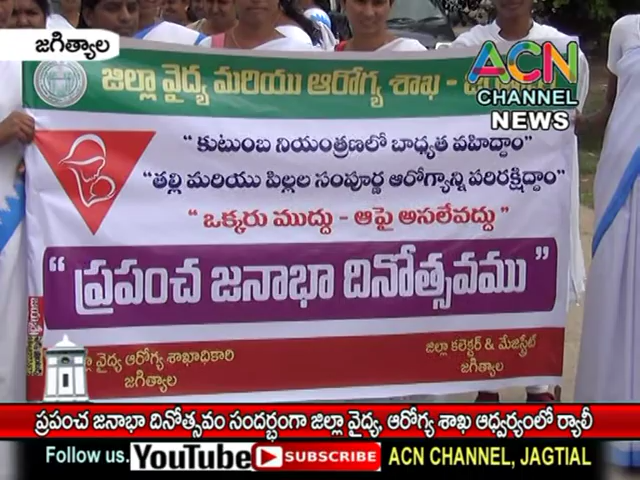 జగిత్యాల
జిల్లా వైద్య మరియు ఆరోగ్య శాఖ -
ACN
CHANNEL
NEWS
" కుటుంబ నియంత్రణలో బాధ్యత వహిద్దాం"
"తల్లి మరియు పిల్లల సంపూర్ణ ఆరోగ్యాన్ని పరిరక్షిద్దాం"
" ఒక్కరు ముద్దు - ఆపై అసలేవద్దు "
" ప్రపంచ జనాభా దినోత్సవము "
వైద్య ఆరోగ్య శాఖాధికారి
జగిత్యాల
జిల్లా కలెక్టర్ & మేజిస్ట్రేట్
జగిత్యాల
ప్రపంచ జనాభా దినోత్సవం సందర్భంగా జిల్లా వైద్య, ఆరోగ్య శాఖ ఆధ్వర్యంలో ర్యాలీ
Follow us. YouTube SUBSCRIBE ACN CHANNEL, JAGTIAL